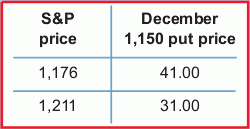 S&P December
price 1,150 put price
1,176 41.00
1,211 31.00